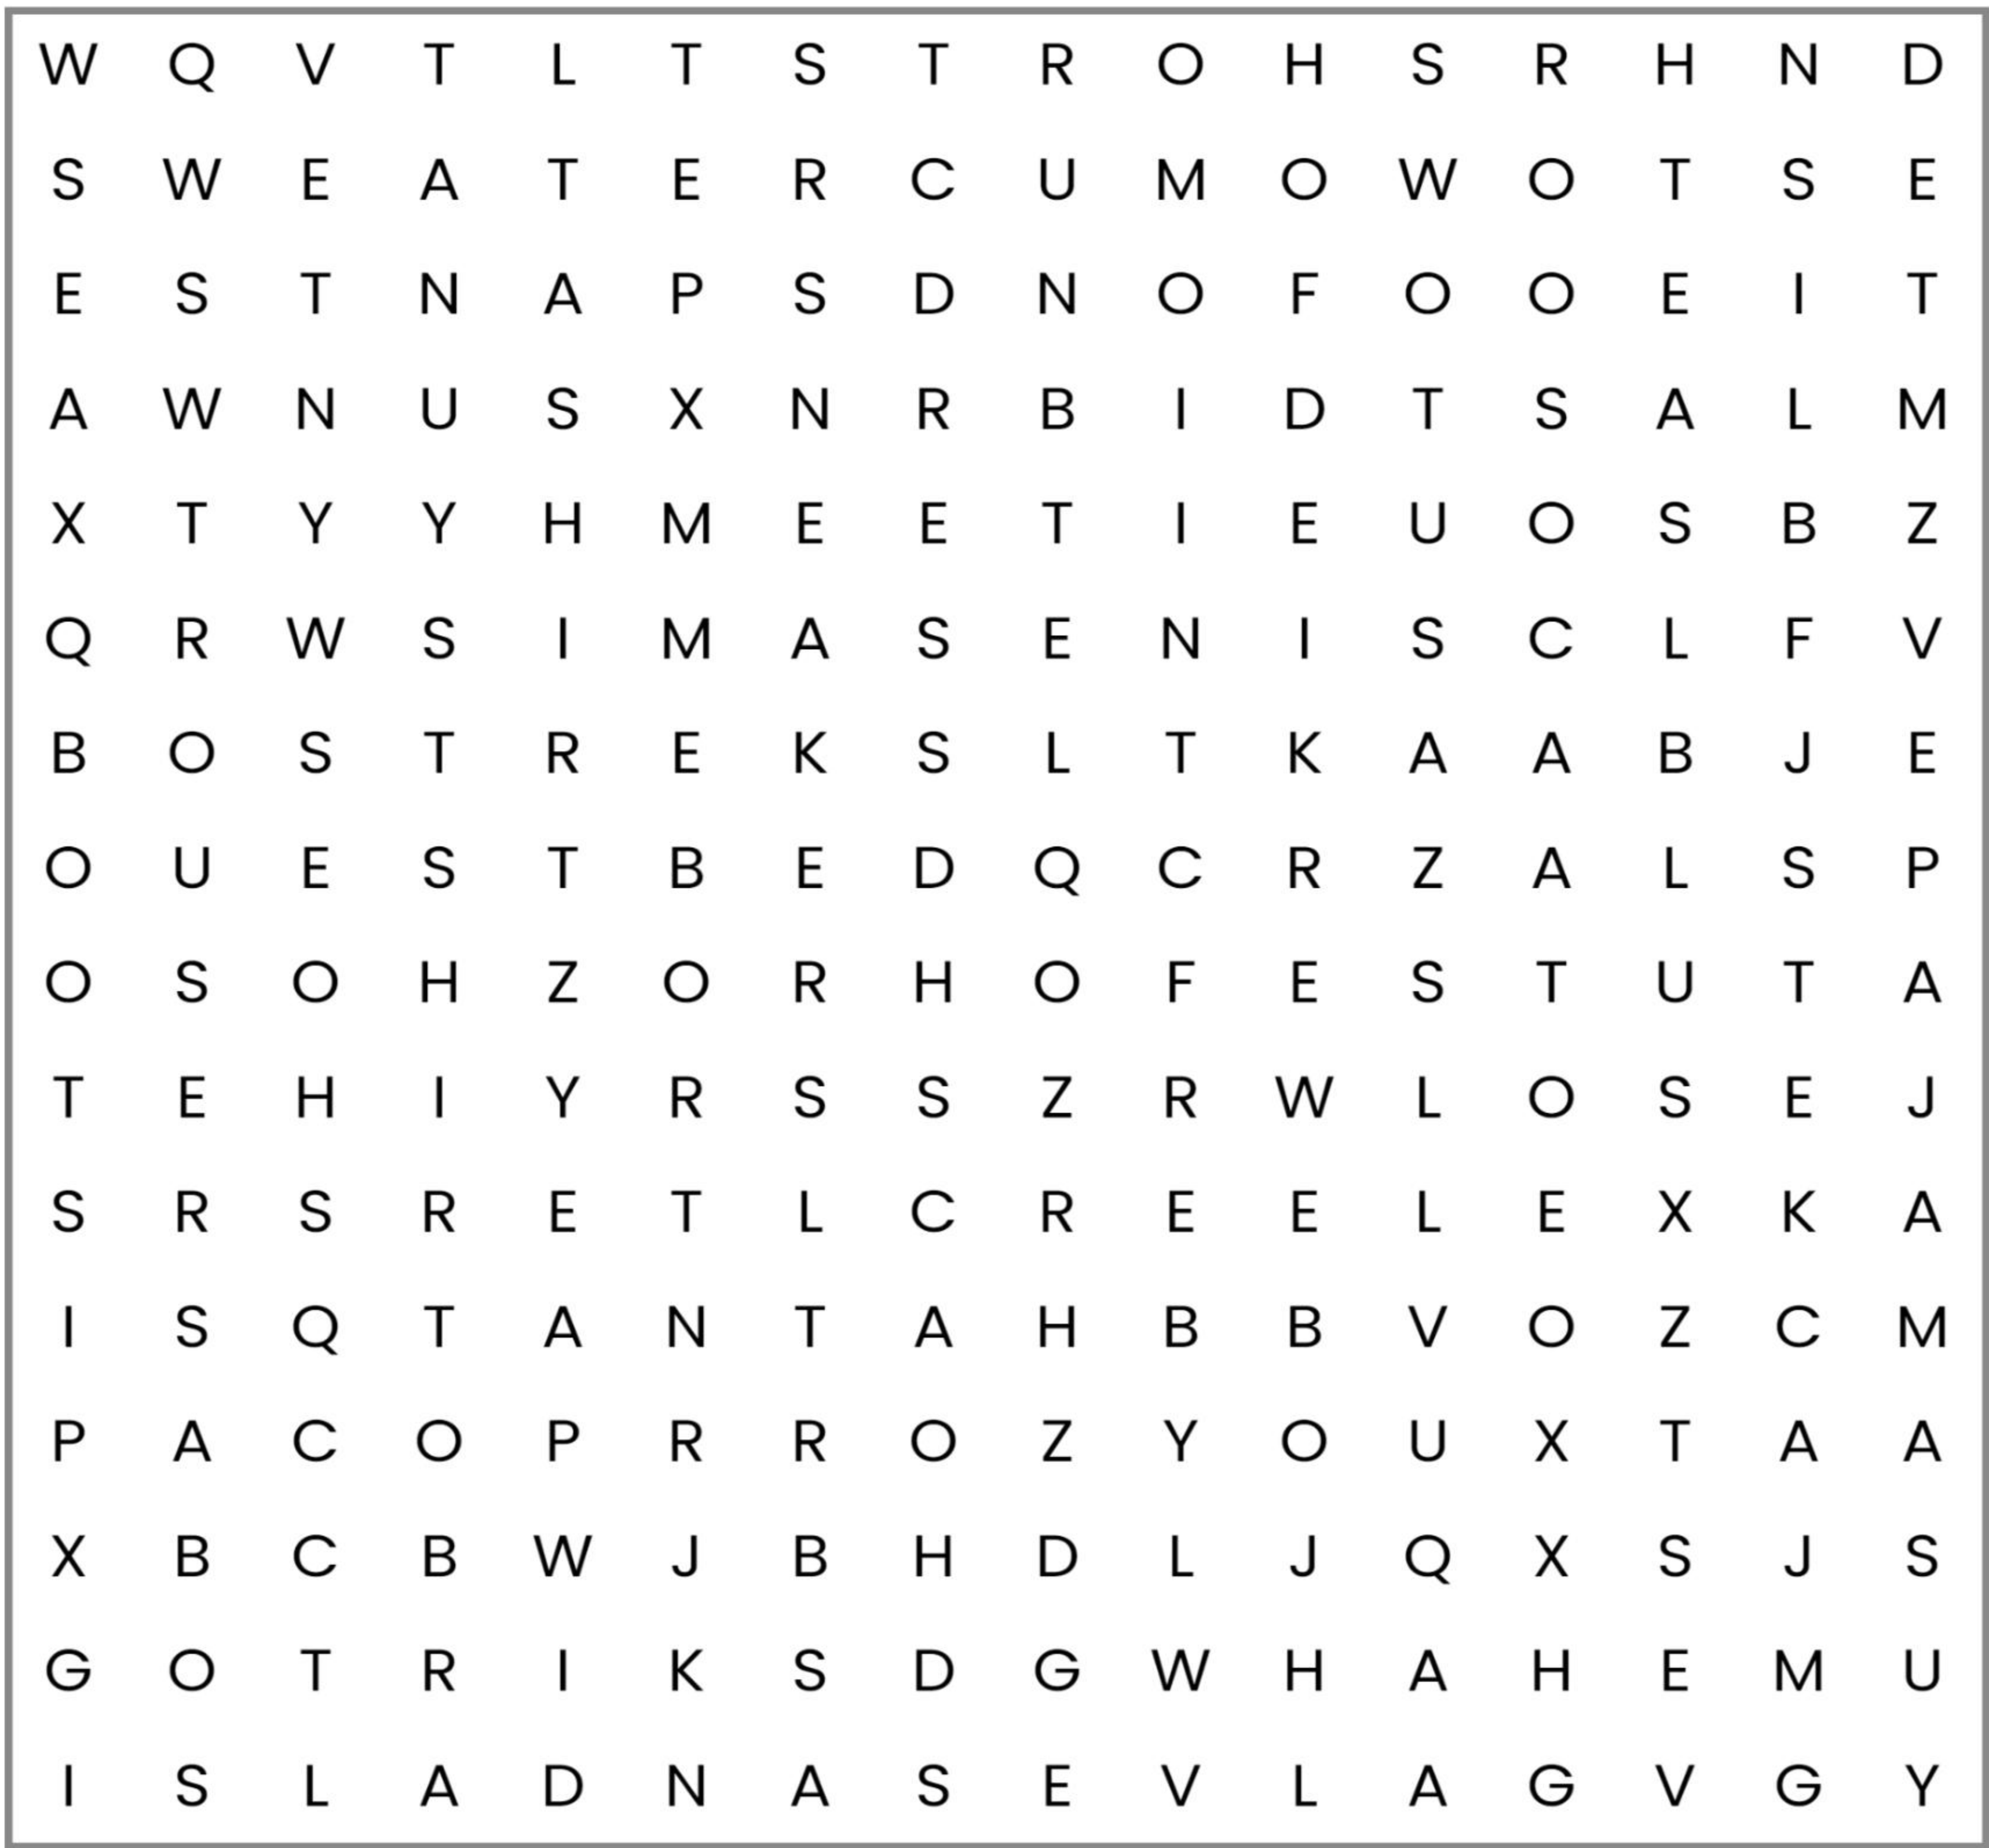 W Q V T L T S T R O H S R H N D
S W E A T E R C U M O W O T S E
E S T N A P S D N O F O O E I T
A W N U S X N R B I D T S A L M
X T Y Y H M E E T I E U O S B Z
Q R W S I M A S E N I S C L F V
B O S T R E K S L T K A A B J E
O U E S T B E D Q C R Z A L S P
O S O H Z O R H O F E S T U T A
T E H I Y R S S Z R W L O S E J
S R S R E T L C R E E L E X K A
I S Q T A N T A H B B V O Z C M
P A C O P R R O Z Y O U X T A A
X B C B W J B H D L J Q X S J S
G O T R I K S D G W H A H E M U
I S L A D N A S E V L A G V G Y